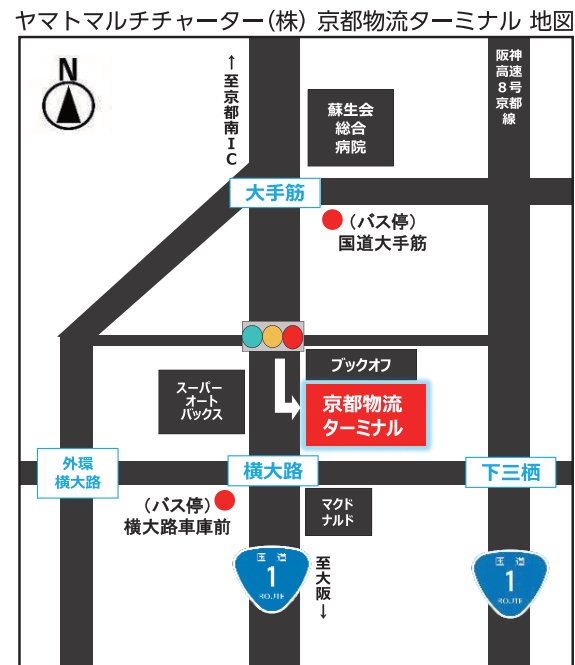 ヤマトマルチチャーター(株) 京都物流ターミナル 地図
N
↑至京都南IC
阪神
高速
8号
京都
線
蘇生会
総合
病院
大手筋
(バス停)
国道大手筋
ブックオフ
スーパー
オート
バックス
京都物流
ターミナル
外環
横大路
横大路
下三栖
(バス停)
横大路車庫前
マクド
ナルド
国道
1
ROUTE
至大阪↓
国道
1
ROUTE